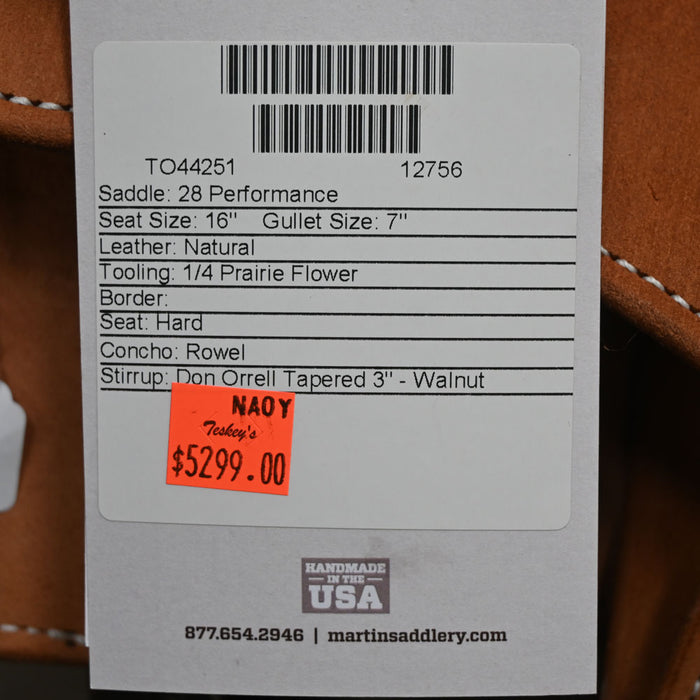 TO44251 12756
Saddle: 28 Performance
Seat Size: 16" Gullet Size: 7"
Leather: Natural
Tooling: 1/4 Prairie Flower
Border:
Seat: Hard
Concho: Rowel
Stirrup: Don Orrell Tapered 3" - Walnut
NAOY
Teskey's
$5299.00
HANDMADE
IN THE
USA
877.654.2946 | martinsaddlery.com